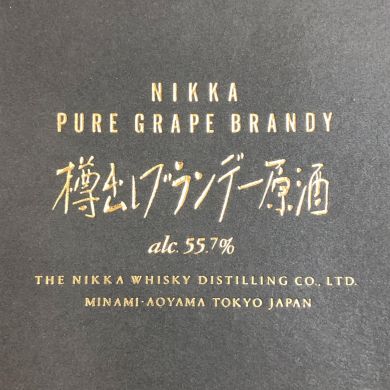 NIKKA
PURE GRAPE BRANDY
樽出しブランデー原酒
alc. 55.7%
THE NIKKA WHISKY DISTILLING CO., LTD.
MINAMI-AOYAMA TOKYO JAPAN